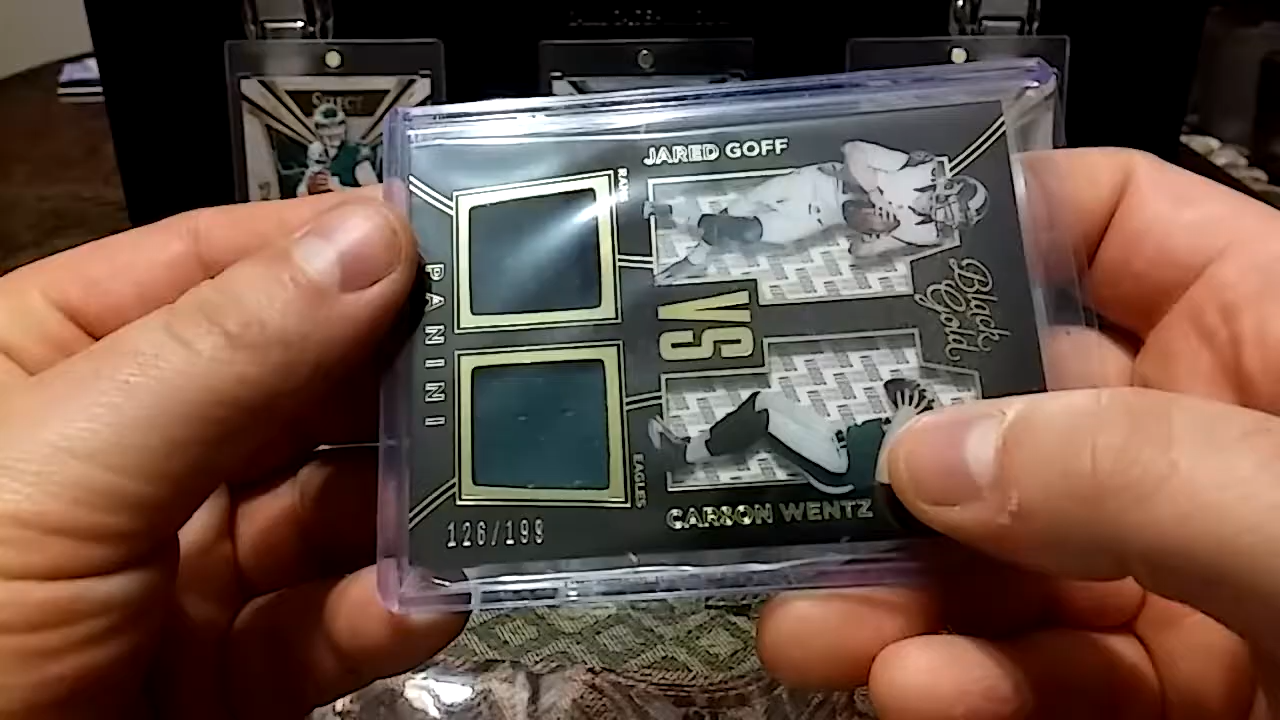 SELECT
JARED GOFF
RAMS
Black
Gold
VS
PANINI
EAGLES
CARSON WENTZ
126/199